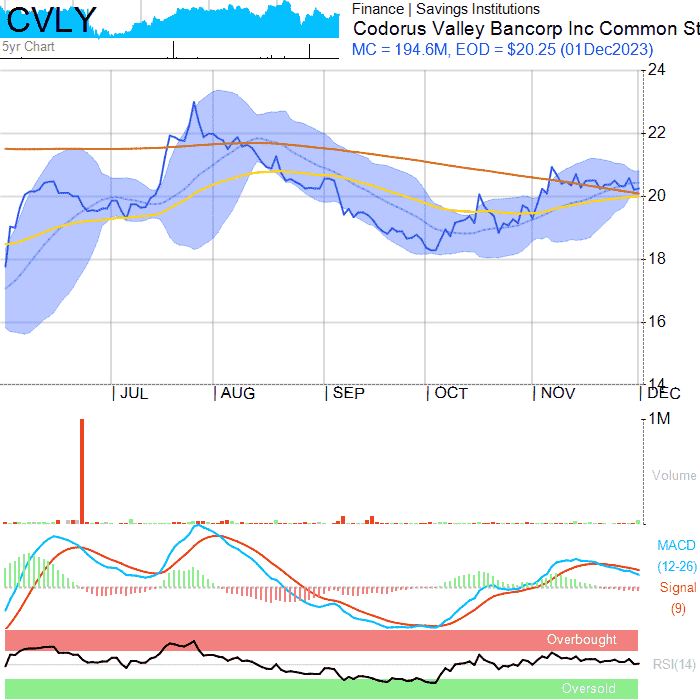 CVLY
5yr Chart
Finance | Savings Institutions
Codorus Valley Bancorp Inc Common St
MC = 194.6M, EOD = $20.25 (01Dec2023)
24
22
20
18
16
14
JUL AUG SEP OCT NOV DEC
1M
Volume
MACD
(12-26)
Signal
(9)
Overbought
RSI(14)
Oversold